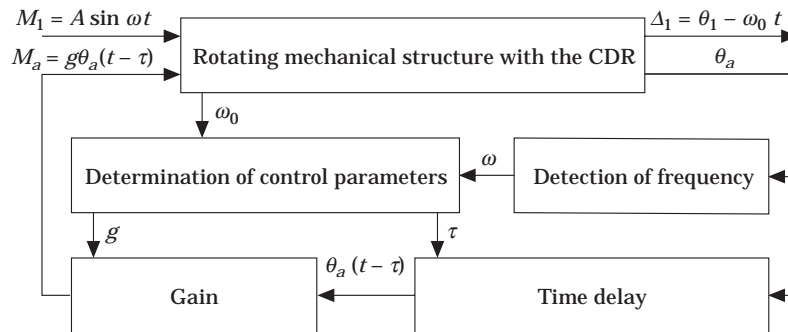 M₁ = A sin ωt
Δ₁ = θ₁ − ω₀ t
Rotating mechanical structure with the CDR
Mₐ = gθₐ(t − τ)
θₐ
ω₀
Determination of control parameters
ω
Detection of frequency
g
τ
θₐ (t − τ)
Gain
Time delay